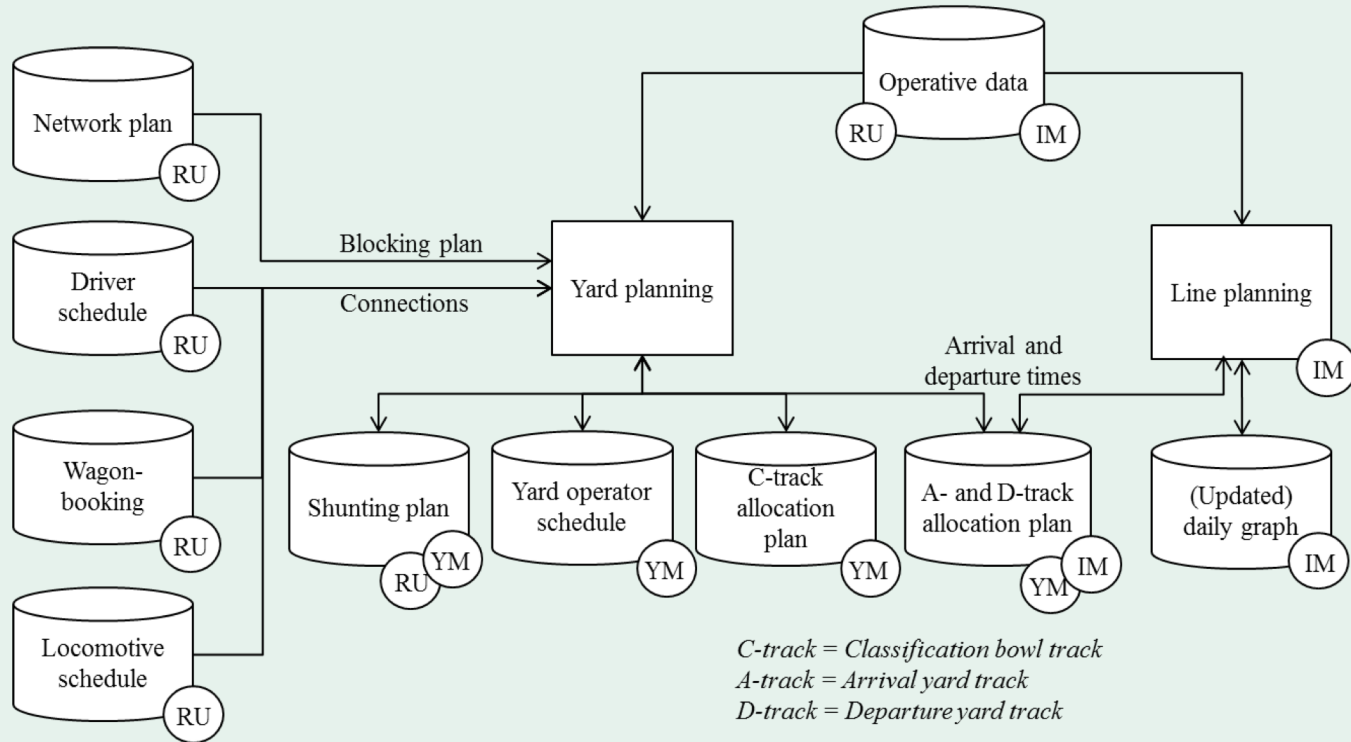 Operative data
RU
IM
Network plan
RU
Blocking plan
Driver
schedule
RU
Connections
Yard planning
Line planning
IM
Arrival and
departure times
Wagon-
booking
RU
Shunting plan
RU
YM
Yard operator
schedule
YM
C-track
allocation
plan
YM
A- and D-track
allocation plan
YM
IM
(Updated)
daily graph
IM
Locomotive
schedule
RU
C-track = Classification bowl track
A-track = Arrival yard track
D-track = Departure yard track